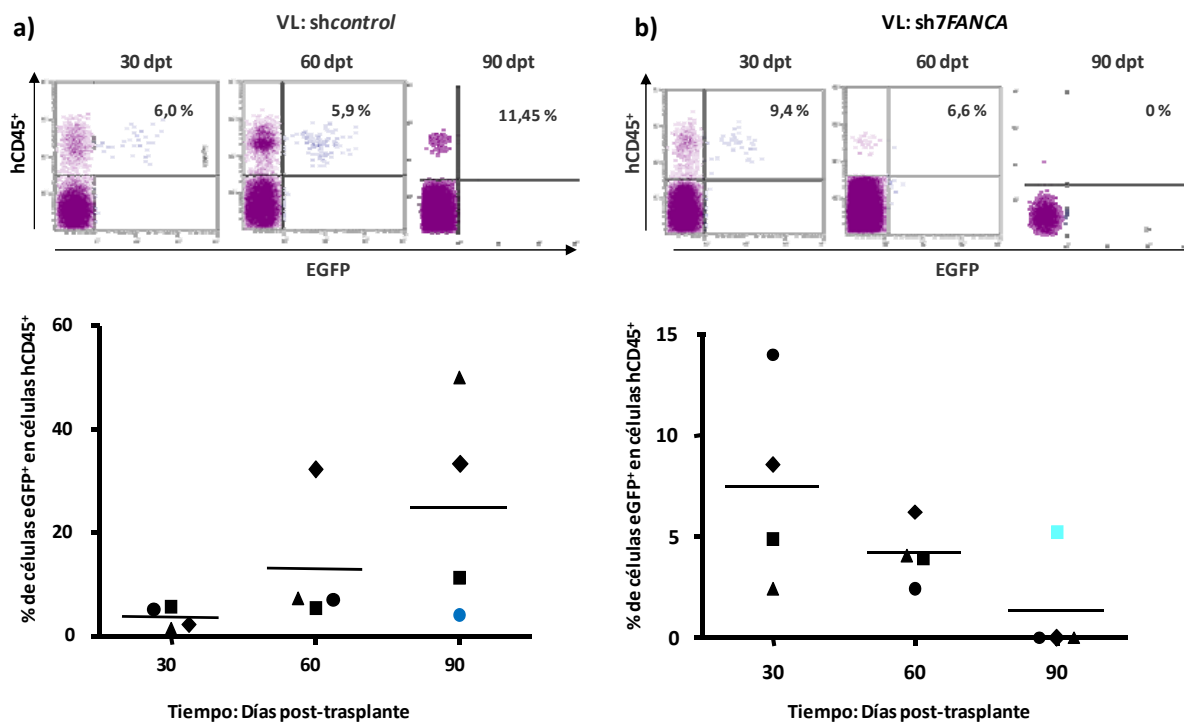 a)
VL: shcontrol
30 dpt
60 dpt
90 dpt
hCD45⁺
6,0 %
5,9 %
11,45 %
EGFP
% de células eGFP⁺ en células hCD45⁺
60
40
20
0
30
60
90
Tiempo: Días post-trasplante
b)
VL: sh7FANCA
30 dpt
60 dpt
90 dpt
hCD45⁺
9,4 %
6,6 %
0 %
EGFP
% de células eGFP⁺ en células hCD45⁺
15
10
5
0
30
60
90
Tiempo: Días post-trasplante